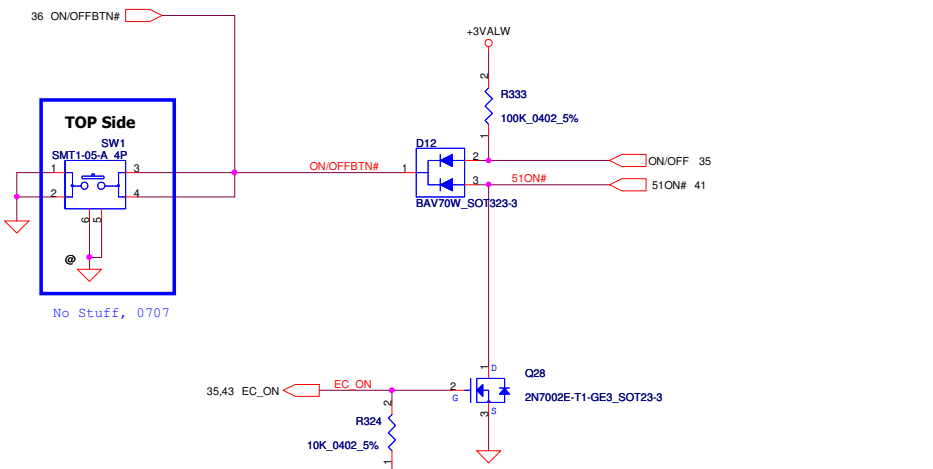 36 ON/OFFBTN#
+3VALW
2
R333
100K_0402_5%
1
TOP Side
SW1
SMT1-05-A_4P
1
3
2
4
6
5
@
No Stuff, 0707
ON/OFFBTN#
D12
1
2
3
BAV70W_SOT323-3
ON/OFF 35
51ON#
51ON# 41
35,43 EC_ON
EC_ON
2
G
1
D
S
3
Q28
2N7002E-T1-GE3_SOT23-3
2
R324
10K_0402_5%
1